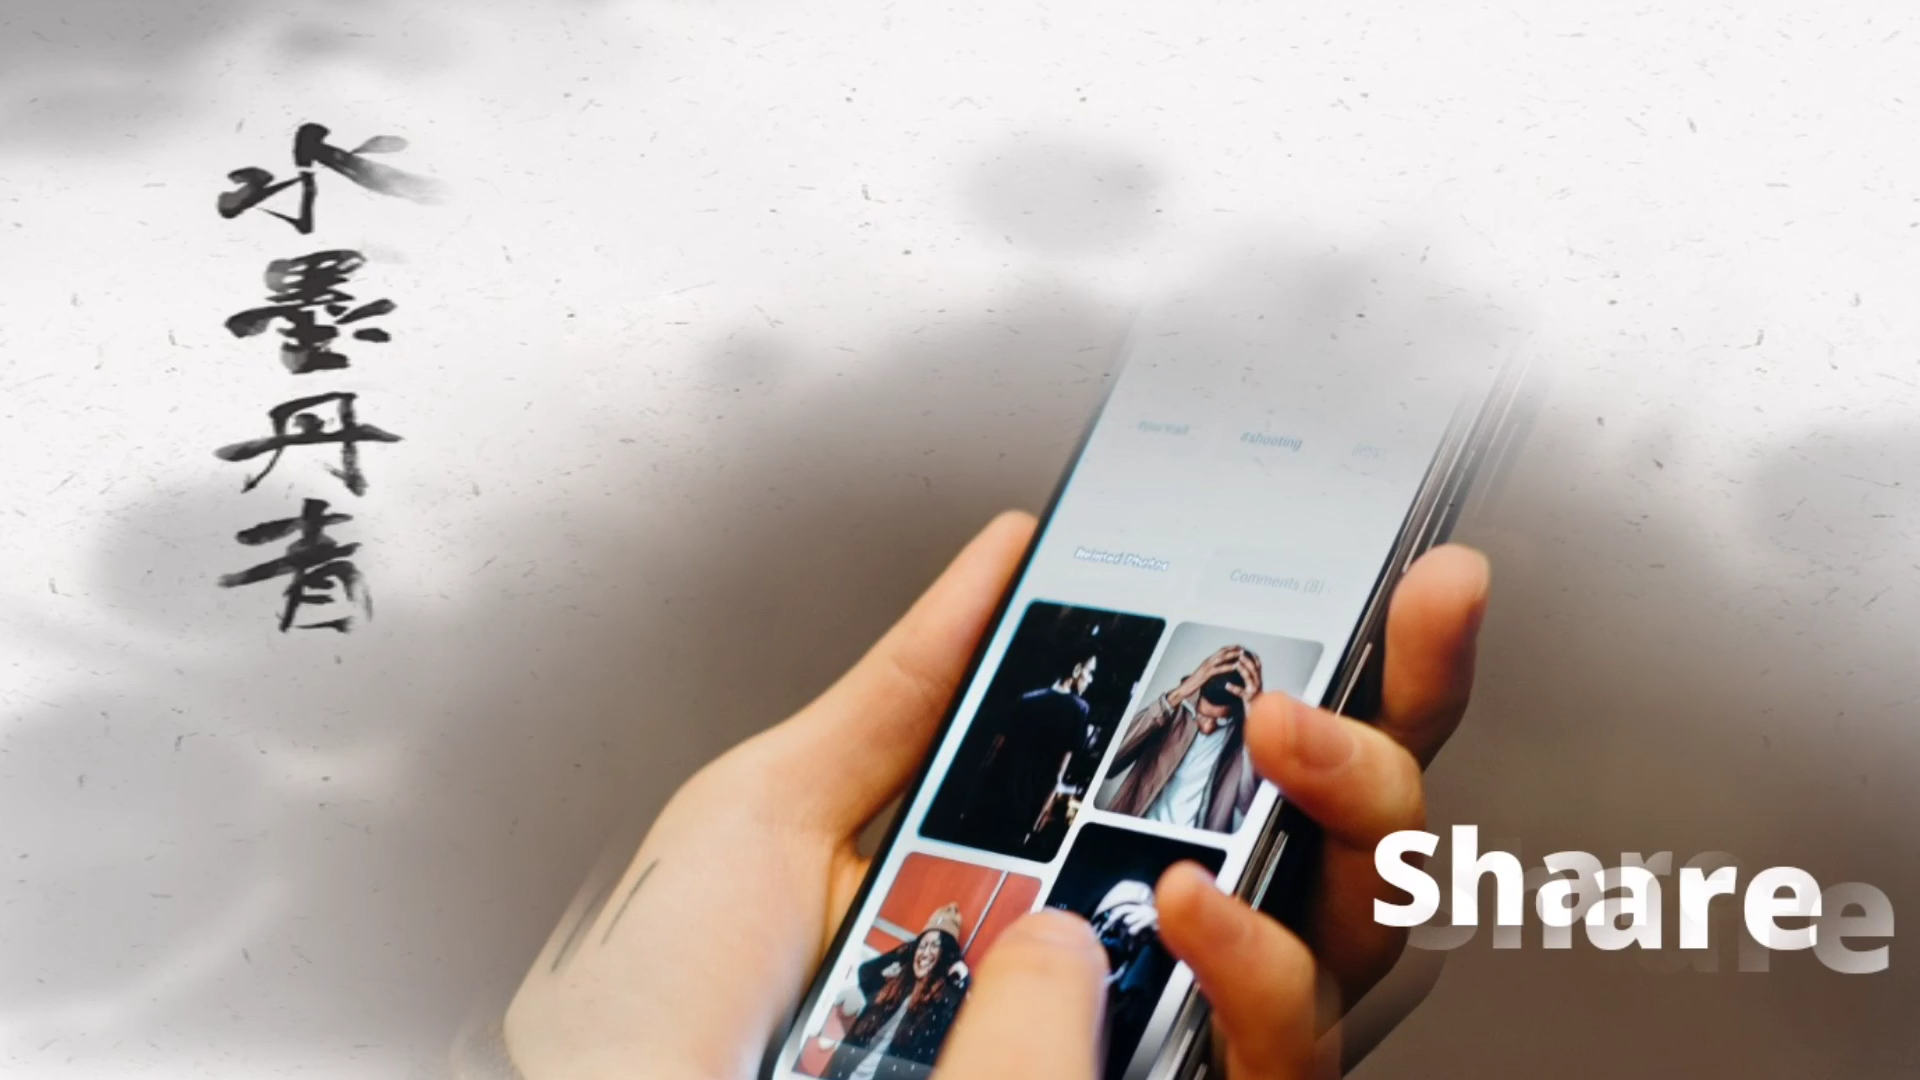 水墨丹青
#shooting
Related Photos
Comments (8)
Share